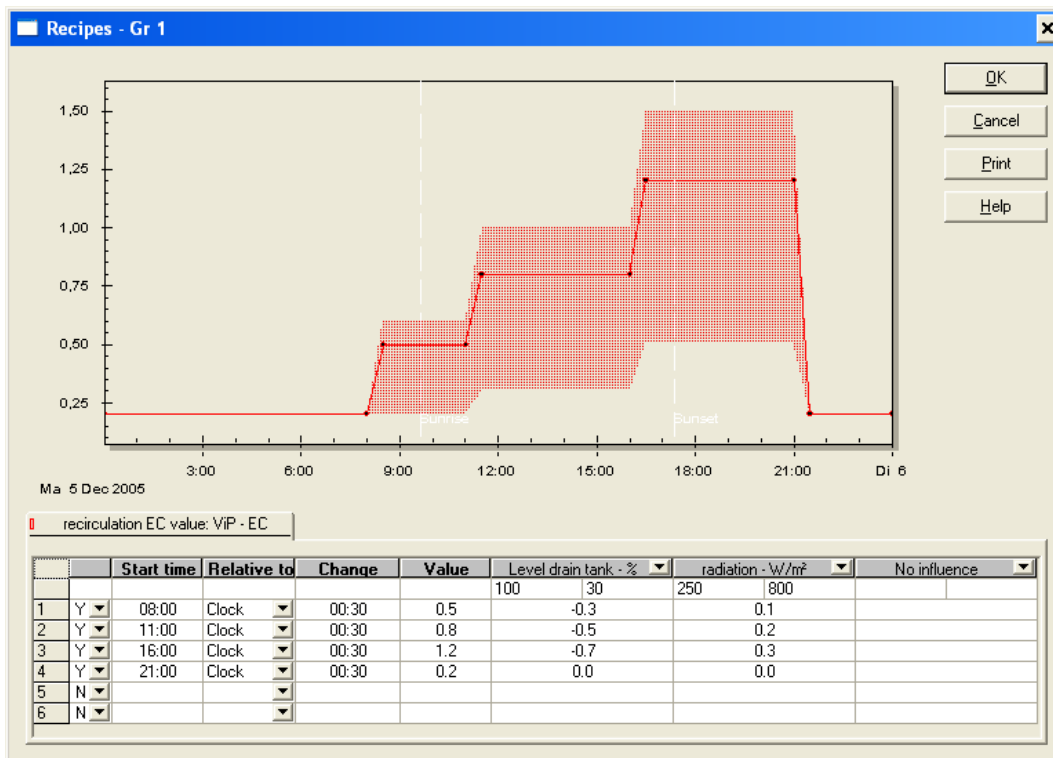 Recipes - Gr 1
OK
Cancel
Print
Help
1,50
1,25
1,00
0,75
0,50
0,25
Sunrise
Sunset
3:00 6:00 9:00 12:00 15:00 18:00 21:00 Di 6
Ma 5 Dec 2005
recirculation EC value: ViP - EC
Start time Relative to Change Value Level drain tank - % radiation - W/m² No influence
100 30 250 800
1 Y 08:00 Clock 00:30 0.5 -0.3 0.1
2 Y 11:00 Clock 00:30 0.8 -0.5 0.2
3 Y 16:00 Clock 00:30 1.2 -0.7 0.3
4 Y 21:00 Clock 00:30 0.2 0.0 0.0
5 N
6 N